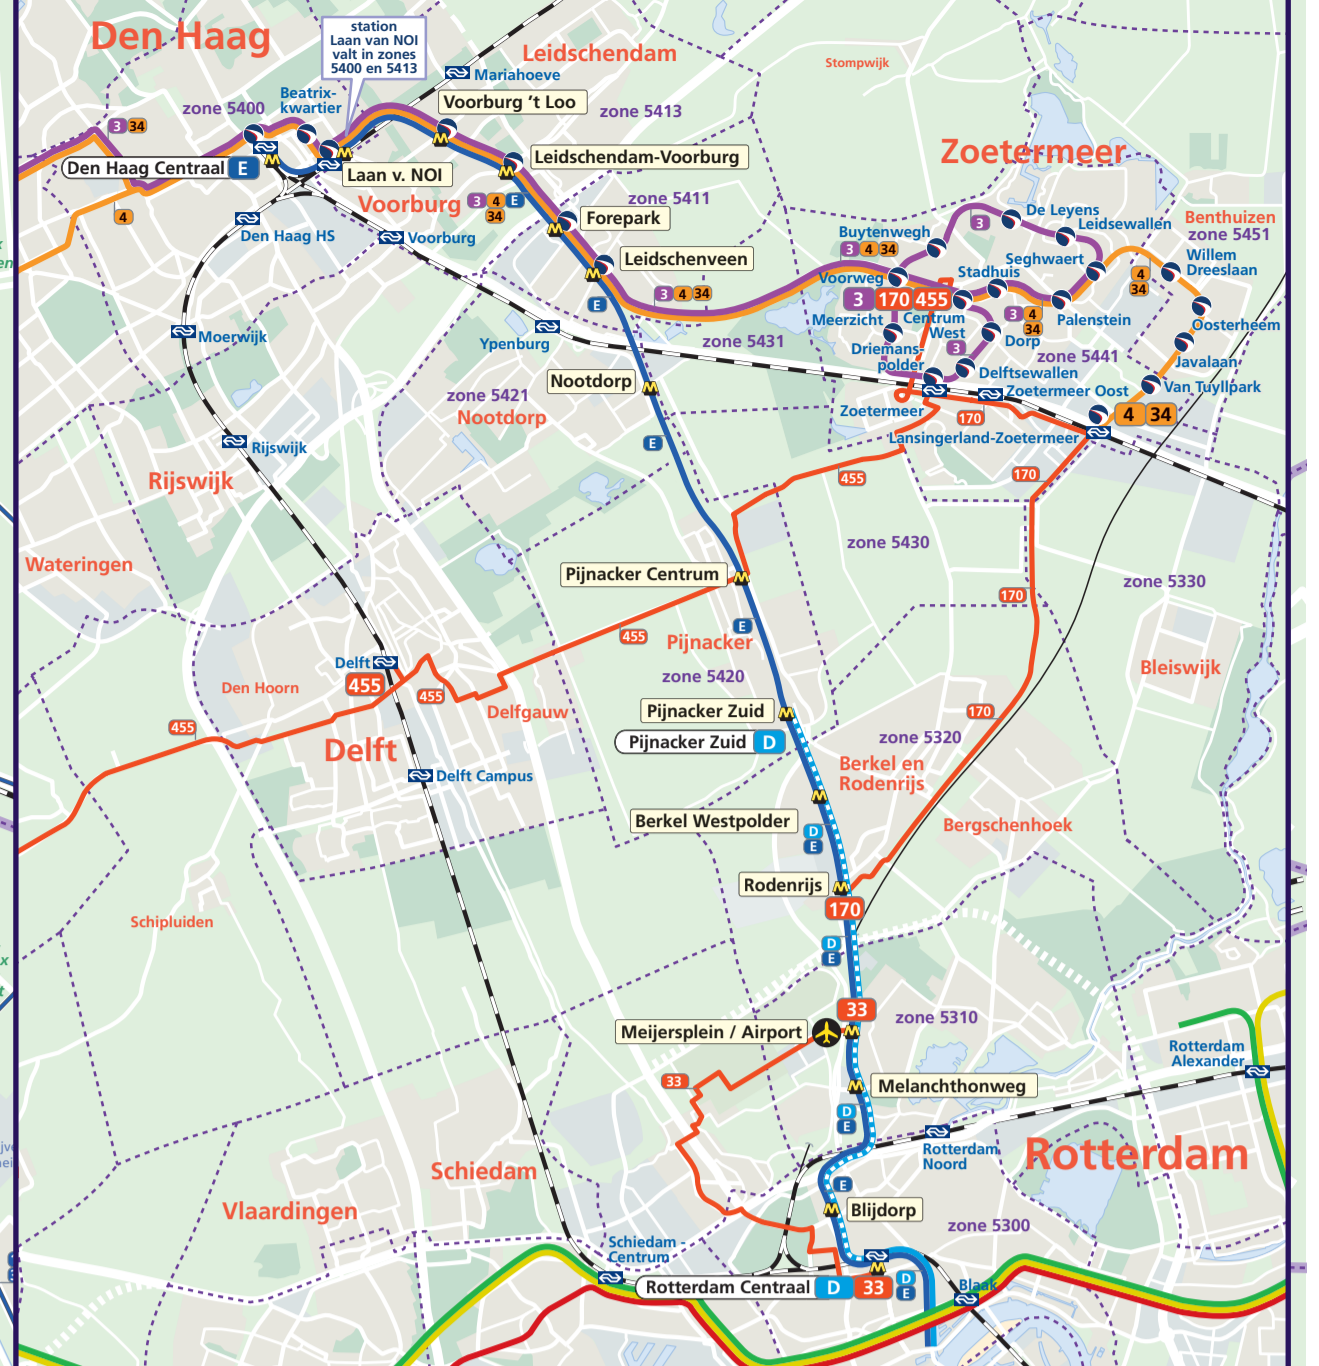 Den Haag
station
Laan van NOI
valt in zones
5400 en 5413
Leidschendam
Stompwijk
Mariahoeve
Beatrix-
kwartier
zone 5400
Voorburg 't Loo
zone 5413
3 34
Den Haag Centraal E
Laan v. NOI
Leidschendam-Voorburg
Zoetermeer
4
Voorburg
3 4 E
34
zone 5411
Forepark
De Leyens
Leidsewallen
Benthuizen
zone 5451
Den Haag HS
Voorburg
3
Buytenwegh
3 4 34
Leidschenveen
Seghwaert
Willem
Dreeslaan
Voorweg
Stadhuis
4
34
E
3 4 34
3 170 455
Meerzicht
Centrum
West
3 4
34
Palenstein
Oosterheem
Moerwijk
Ypenburg
zone 5431
Driemans-
polder
3
Dorp
zone 5441
Javalaan
Delftsewallen
Nootdorp
zone 5421
Nootdorp
Zoetermeer Oost
Van Tuyllpark
Zoetermeer
170
4 34
Lansingerland-Zoetermeer
E
Rijswijk
Rijswijk
455
170
Wateringen
zone 5430
Pijnacker Centrum
zone 5330
170
E
455
Pijnacker
Delft
455
455
Den Hoorn
zone 5420
Bleiswijk
Delfgauw
455
Pijnacker Zuid
170
Pijnacker Zuid D
zone 5320
Delft
Delft Campus
Berkel en
Rodenrijs
Berkel Westpolder
D
E
Bergschenhoek
Rodenrijs
170
Schipluiden
D
E
33
zone 5310
Meijersplein / Airport
Rotterdam
Alexander
33
Melanchthonweg
D
E
Rotterdam
Noord
Rotterdam
Schiedam
E
Vlaardingen
Blijdorp
zone 5300
Schiedam -
Centrum
Rotterdam Centraal D 33
D
E
Blaak